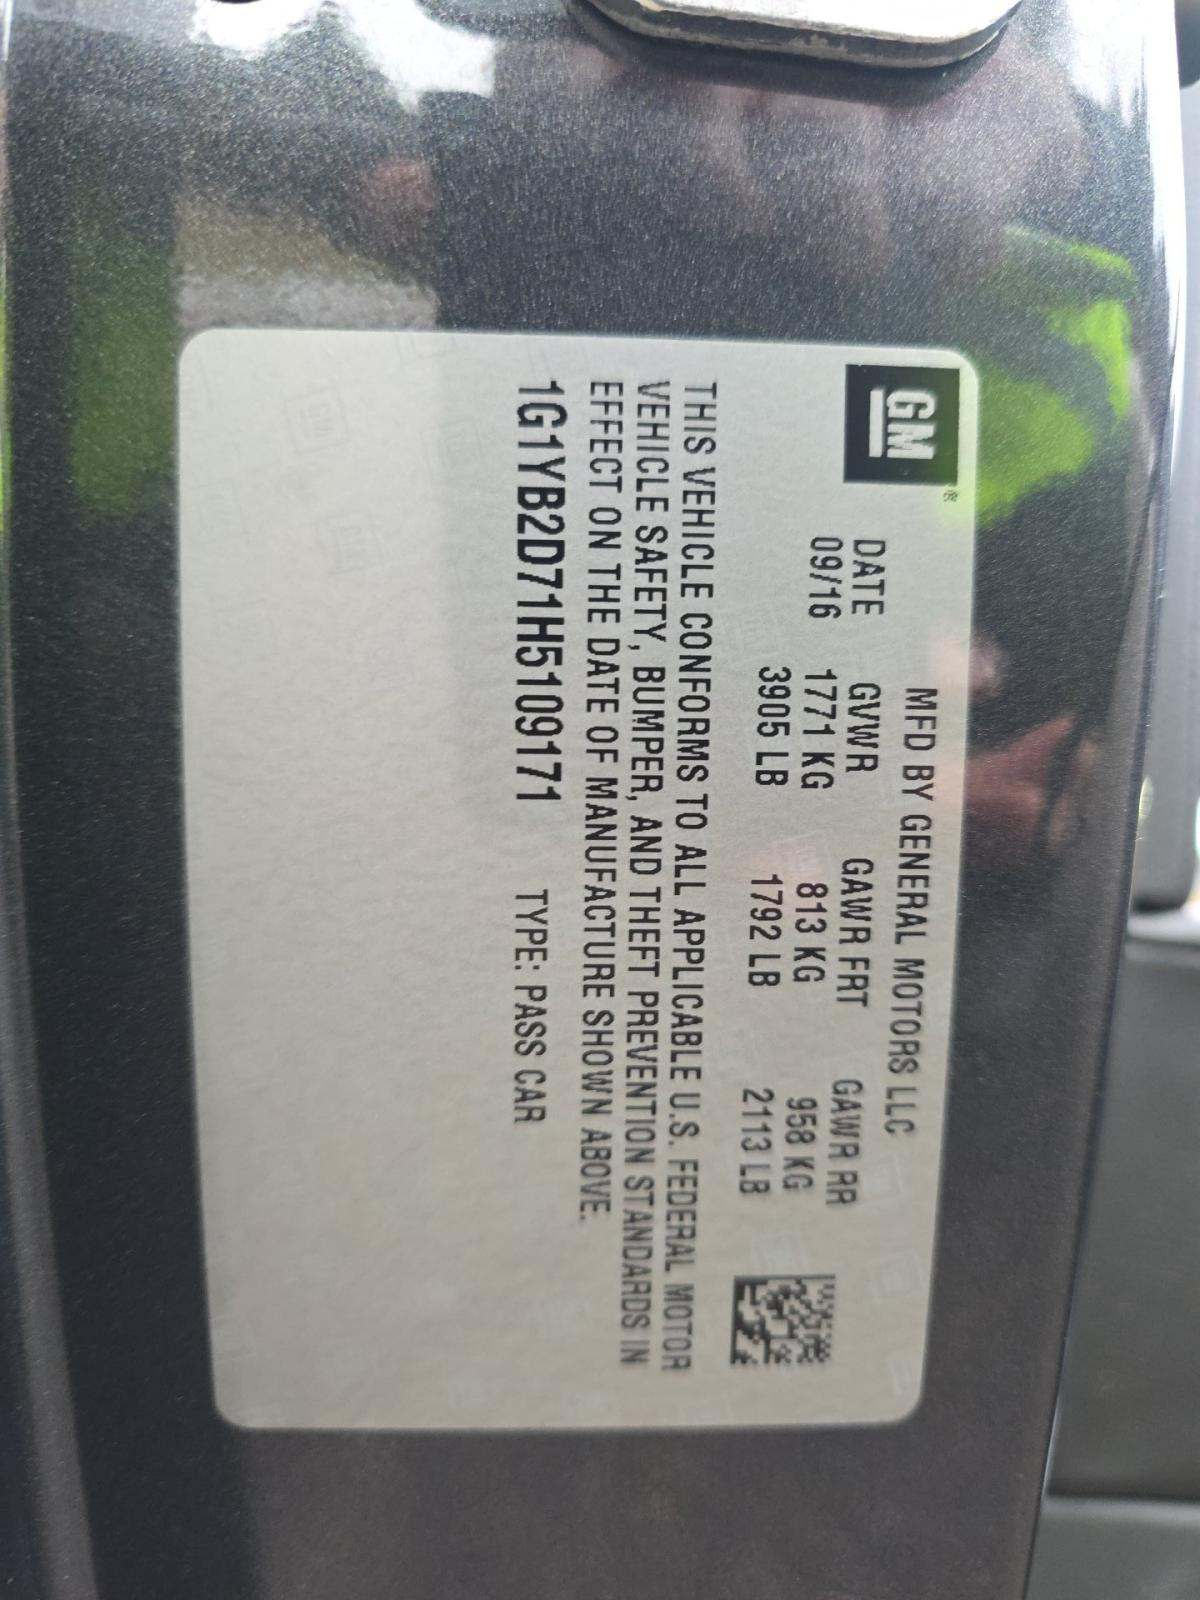 GM®
MFD BY GENERAL MOTORS LLC
DATE GVWR GAWR FRT GAWR RR
09/16 1771 KG 813 KG 958 KG
3905 LB 1792 LB 2113 LB
THIS VEHICLE CONFORMS TO ALL APPLICABLE U.S. FEDERAL MOTOR
VEHICLE SAFETY, BUMPER, AND THEFT PREVENTION STANDARDS IN
EFFECT ON THE DATE OF MANUFACTURE SHOWN ABOVE.
1G1YB2D71H5109171 TYPE: PASS CAR